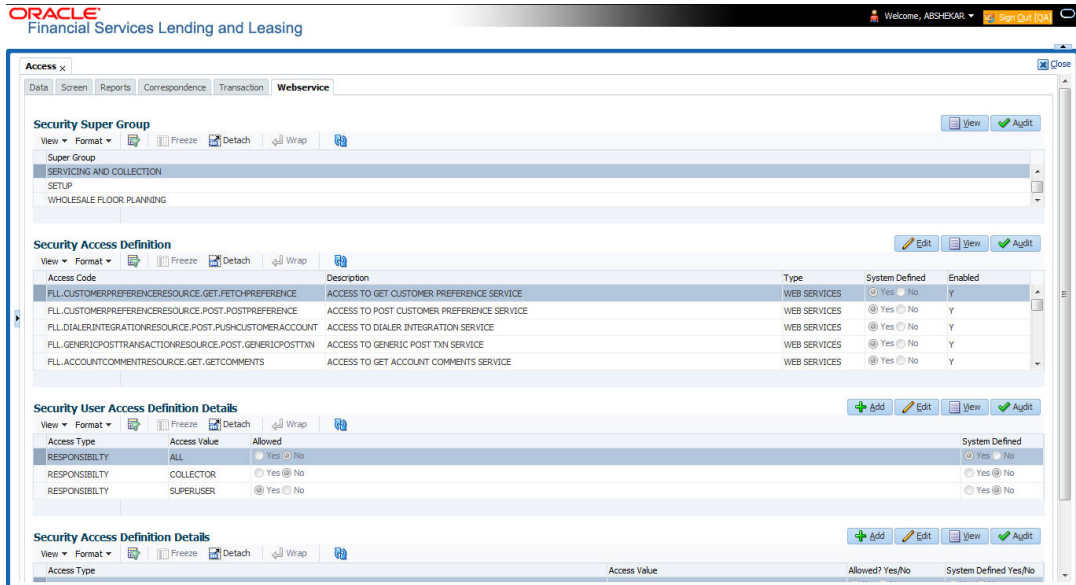 ORACLE
Welcome, ABSHEKAR Sign Out [QA]
Financial Services Lending and Leasing
Access x Close
Data Screen Reports Correspondence Transaction Webservice
Security Super Group View Audit
View Format Freeze Detach Wrap
Super Group
SERVICING AND COLLECTION
SETUP
WHOLESALE FLOOR PLANNING
Security Access Definition Edit View Audit
View Format Freeze Detach Wrap
Access Code Description Type System Defined Enabled
FLL.CUSTOMERPREFERENCERESOURCE.GET.FETCHPREFERENCE ACCESS TO GET CUSTOMER PREFERENCE SERVICE WEB SERVICES Yes No Y
FLL.CUSTOMERPREFERENCERESOURCE.POST.POSTPREFERENCE ACCESS TO POST CUSTOMER PREFERENCE SERVICE WEB SERVICES Yes No Y
FLL.DIALERINTEGRATIONRESOURCE.POST.PUSHCUSTOMERACCOUNT ACCESS TO DIALER INTEGRATION SERVICE WEB SERVICES Yes No Y
FLL.GENERICPOSTTRANSACTIONRESOURCE.POST.GENERICPOSTTXN ACCESS TO GENERIC POST TXN SERVICE WEB SERVICES Yes No Y
FLL.ACCOUNTCOMMENTRESOURCE.GET.GETCOMMENTS ACCESS TO GET ACCOUNT COMMENTS SERVICE WEB SERVICES Yes No Y
Security User Access Definition Details Add Edit View Audit
View Format Freeze Detach Wrap
Access Type Access Value Allowed System Defined
RESPONSIBILTY ALL Yes No Yes No
RESPONSIBILTY COLLECTOR Yes No Yes No
RESPONSIBILTY SUPERUSER Yes No Yes No
Security Access Definition Details Add Edit View Audit
View Format Freeze Detach Wrap
Access Type Access Value Allowed? Yes/No System Defined Yes/No